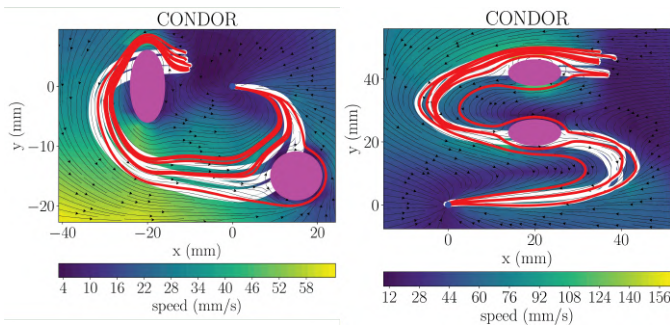 CONDOR
0
−10
−20
y (mm)
−40 −20 0 20
x (mm)
4 10 16 22 28 34 40 46 52 58
speed (mm/s)
CONDOR
40
20
0
y (mm)
0 20 40
x (mm)
12 28 44 60 76 92 108 124 140 156
speed (mm/s)